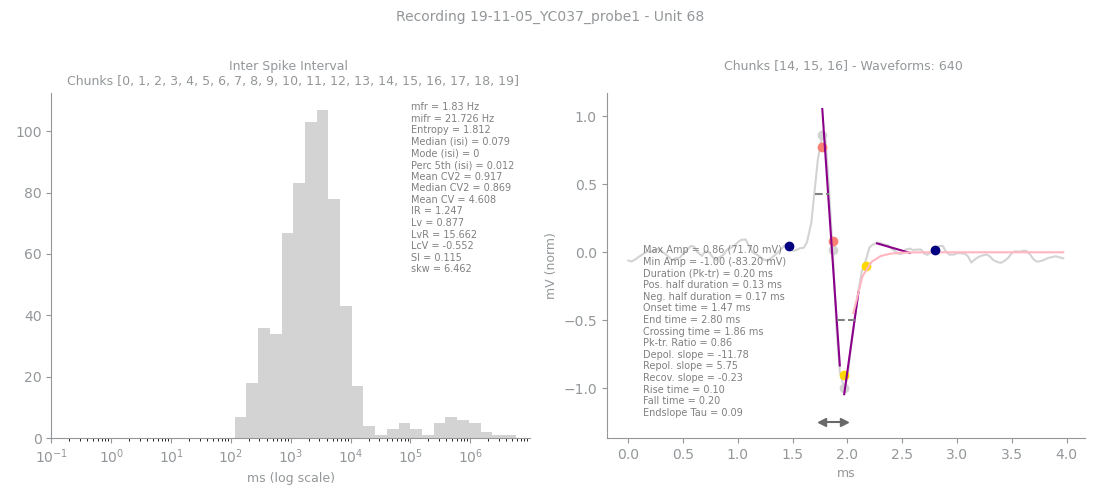 Recording 19-11-05_YC037_probe1 - Unit 68
Inter Spike Interval
Chunks [0, 1, 2, 3, 4, 5, 6, 7, 8, 9, 10, 11, 12, 13, 14, 15, 16, 17, 18, 19]
mfr = 1.83 Hz
mifr = 21.726 Hz
Entropy = 1.812
Median (isi) = 0.079
Mode (isi) = 0
Perc 5th (isi) = 0.012
Mean CV2 = 0.917
Median CV2 = 0.869
Mean CV = 4.608
IR = 1.247
Lv = 0.877
LvR = 15.662
LcV = -0.552
SI = 0.115
skw = 6.462
100
80
60
40
20
0
10⁻¹ 10⁰ 10¹ 10² 10³ 10⁴ 10⁵ 10⁶
ms (log scale)
Chunks [14, 15, 16] - Waveforms: 640
mV (norm)
1.0
0.5
0.0
−0.5
−1.0
Max Amp = 0.86 (71.70 mV)
Min Amp = -1.00 (-83.20 mV)
Duration (Pk-tr) = 0.20 ms
Pos. half duration = 0.13 ms
Neg. half duration = 0.17 ms
Onset time = 1.47 ms
End time = 2.80 ms
Crossing time = 1.86 ms
Pk-tr. Ratio = 0.86
Depol. slope = -11.78
Repol. slope = 5.75
Recov. slope = -0.23
Rise time = 0.10
Fall time = 0.20
Endslope Tau = 0.09
0.0 0.5 1.0 1.5 2.0 2.5 3.0 3.5 4.0
ms